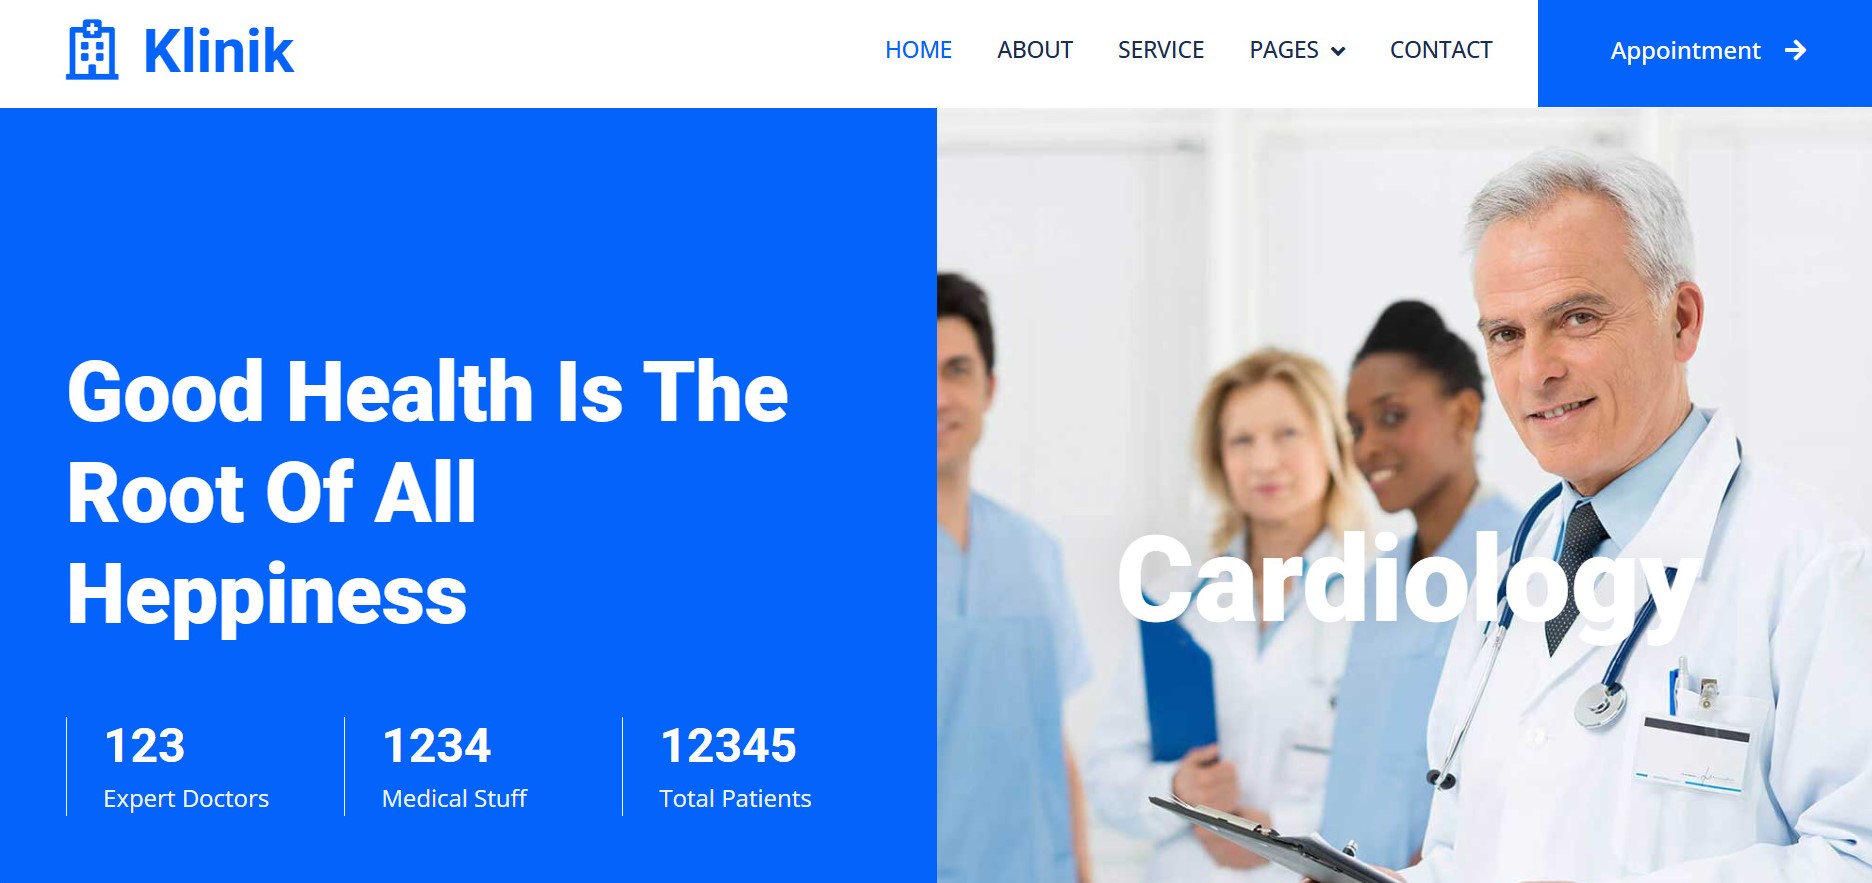 Klinik
HOME ABOUT SERVICE PAGES CONTACT
Appointment
Good Health Is The
Root Of All
Heppiness
123 1234 12345
Expert Doctors Medical Stuff Total Patients
Cardiology